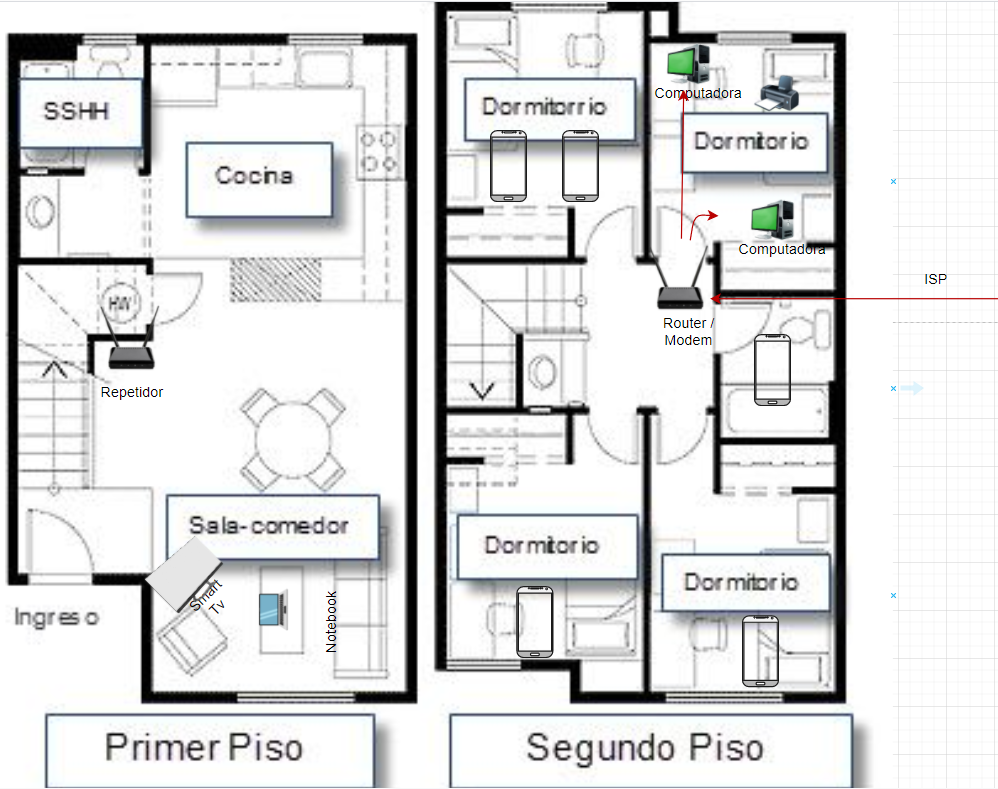 SSHH
Cocina
HW
Repetidor
Sala-comedor
Smart
Tv
Notebook
Ingreso
Primer Piso
Dormitorrio
Computadora
Dormitorio
Computadora
ISP
Router /
Modem
Dormitorio
Dormitorio
Segundo Piso